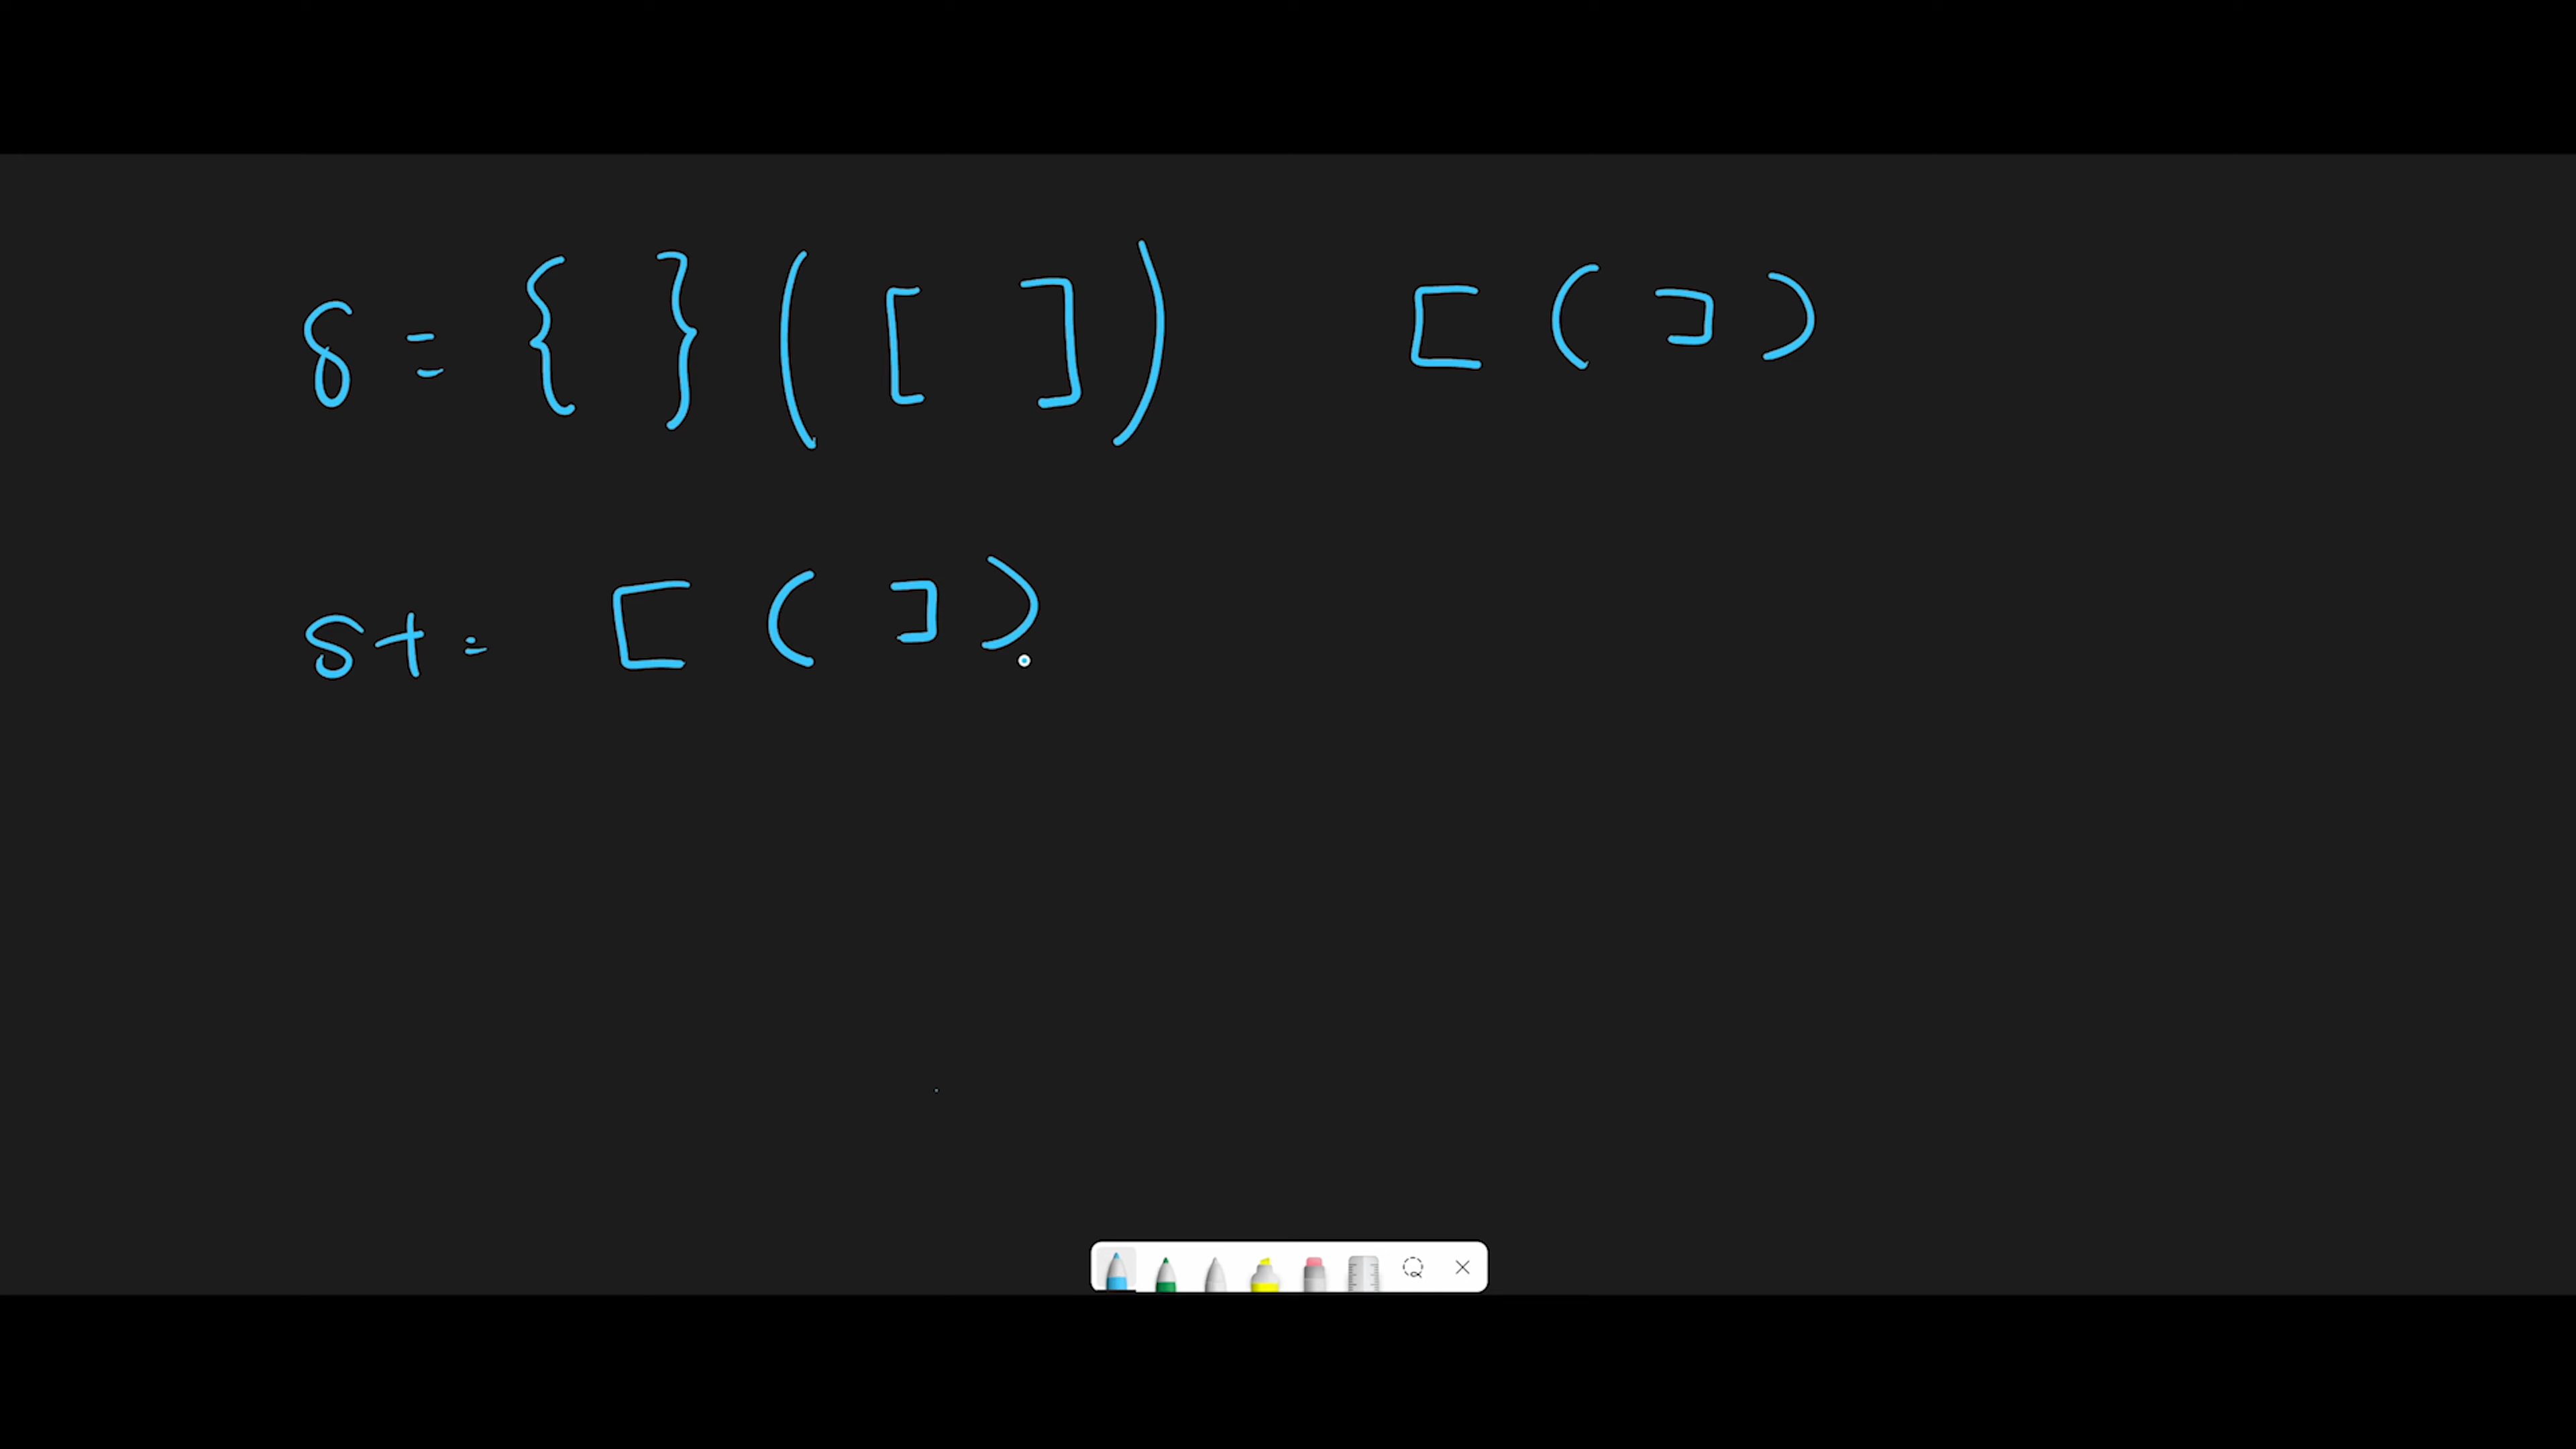 s = { } ( [ ] ) [ ( ] )
st = [ ( ] )